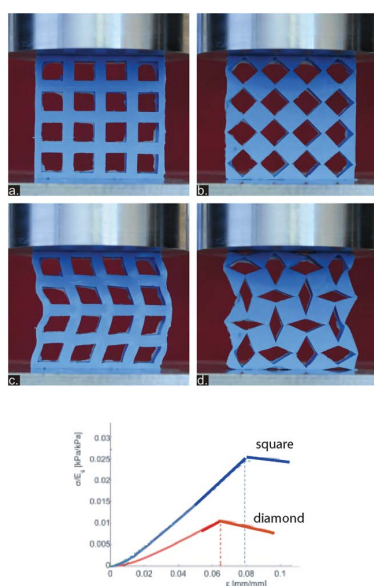 a.
b.
c.
d.
σ/Eₛ [kPa/kPa]
0.03
0.025
0.02
0.015
0.01
0.005
0
square
diamond
0
0.02
0.04
0.06
0.08
0.1
ε [mm/mm]